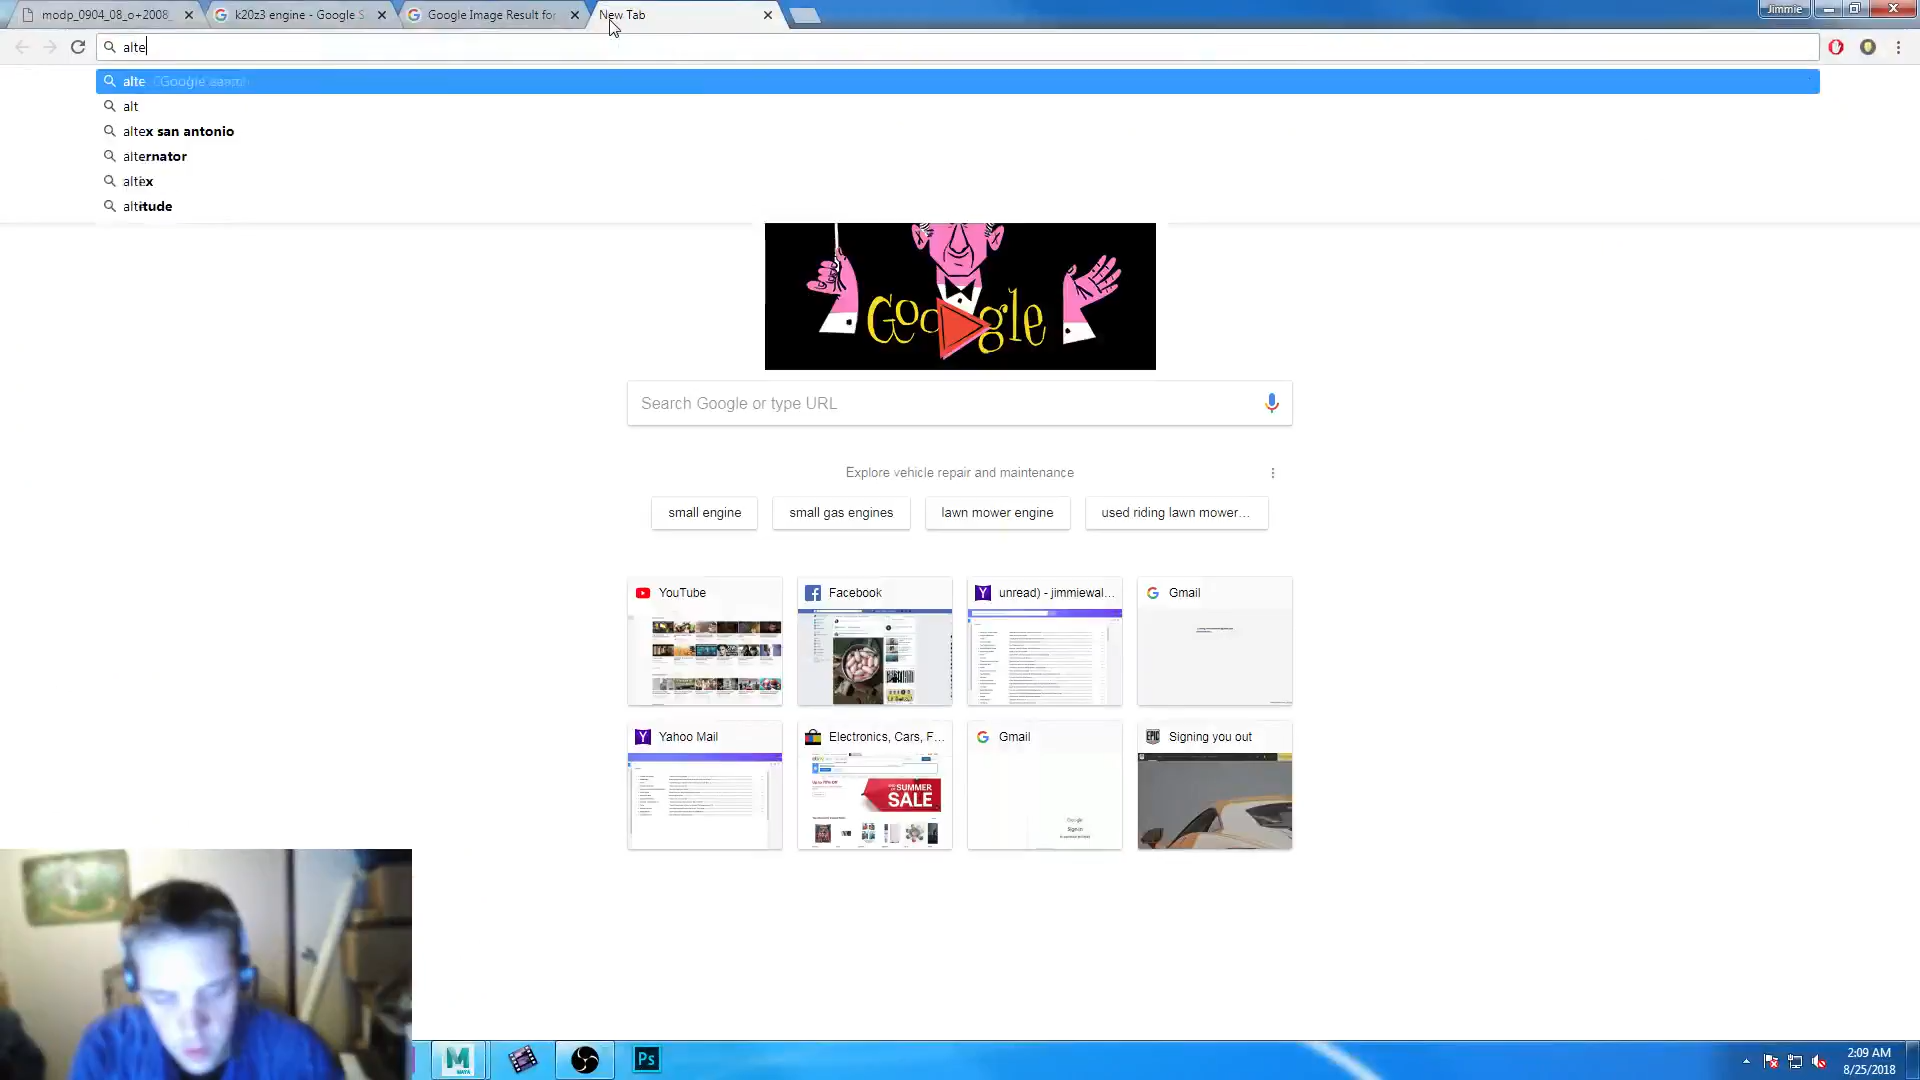 modp_0904_08_o+2008_
k20z3 engine - Google S
Google Image Result for
New Tab
Jimmie
alte
alte
alt
altex san antonio
alternator
altex
altitude
Google
Search Google or type URL
Explore vehicle repair and maintenance
small engine
small gas engines
lawn mower engine
used riding lawn mower...
YouTube
Facebook
unread) - jimmiewal...
Gmail
Yahoo Mail
Electronics, Cars, F...
Gmail
Signing you out
SUMMER
SALE
MAYA
Ps
2:09 AM
8/25/2018